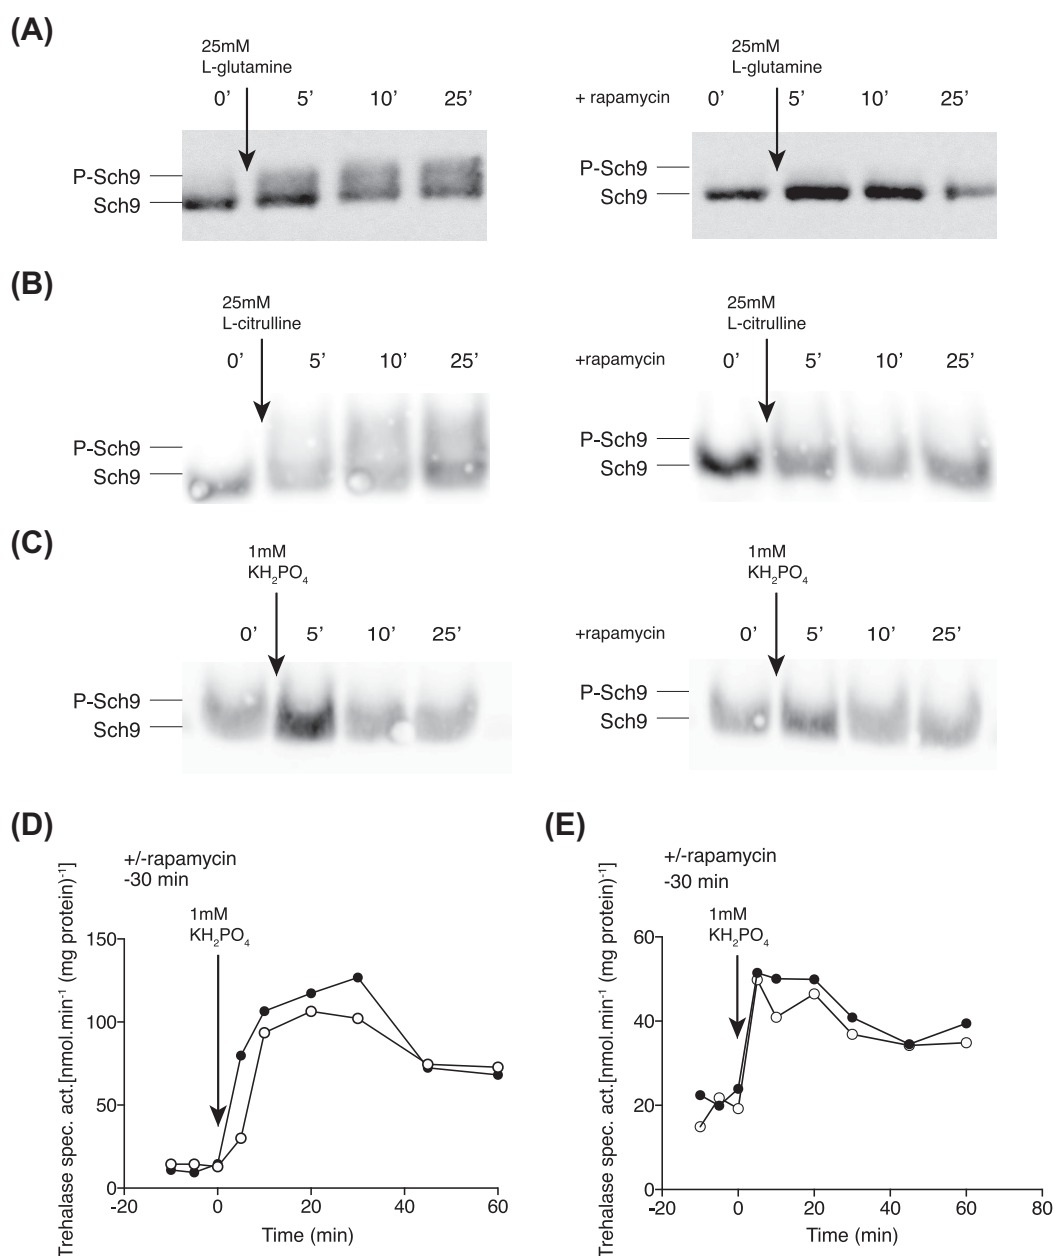 (A)
25mM
L-glutamine
0’ 5’ 10’ 25’
P-Sch9
Sch9
25mM
L-glutamine
+ rapamycin 0’ 5’ 10’ 25’
P-Sch9
Sch9
(B)
25mM
L-citrulline
0’ 5’ 10’ 25’
P-Sch9
Sch9
25mM
L-citrulline
+rapamycin 0’ 5’ 10’ 25’
P-Sch9
Sch9
(C)
1mM
KH₂PO₄
0’ 5’ 10’ 25’
P-Sch9
Sch9
1mM
KH₂PO₄
+rapamycin 0’ 5’ 10’ 25’
P-Sch9
Sch9
(D)
+/-rapamycin
-30 min
1mM
KH₂PO₄
Trehalase spec. act.[nmol.min⁻¹ (mg protein)⁻¹]
150
100
50
0
-20 0 20 40 60
Time (min)
(E)
+/-rapamycin
-30 min
1mM
KH₂PO₄
Trehalase spec. act.[nmol.min⁻¹ (mg protein)⁻¹]
60
40
20
0
-20 0 20 40 60 80
Time (min)